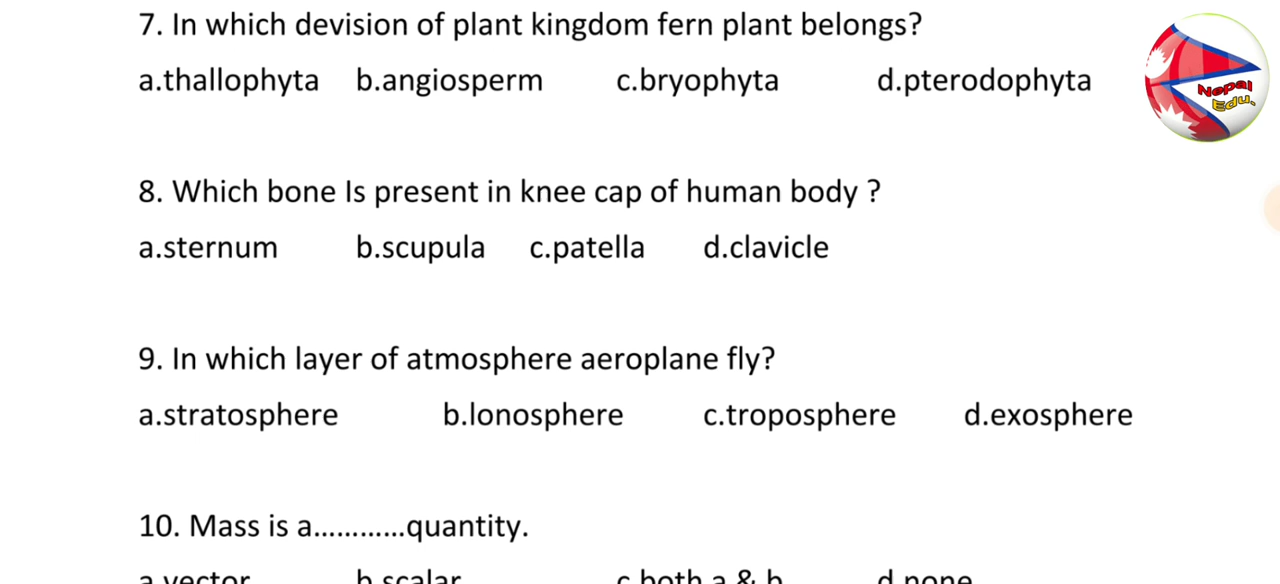 7. In which devision of plant kingdom fern plant belongs?
a.thallophyta b.angiosperm c.bryophyta d.pterodophyta
Nepal
Edu.
8. Which bone Is present in knee cap of human body ?
a.sternum b.scupula c.patella d.clavicle
9. In which layer of atmosphere aeroplane fly?
a.stratosphere b.lonosphere c.troposphere d.exosphere
10. Mass is a............quantity.
a vector b scalar c both a & b d none